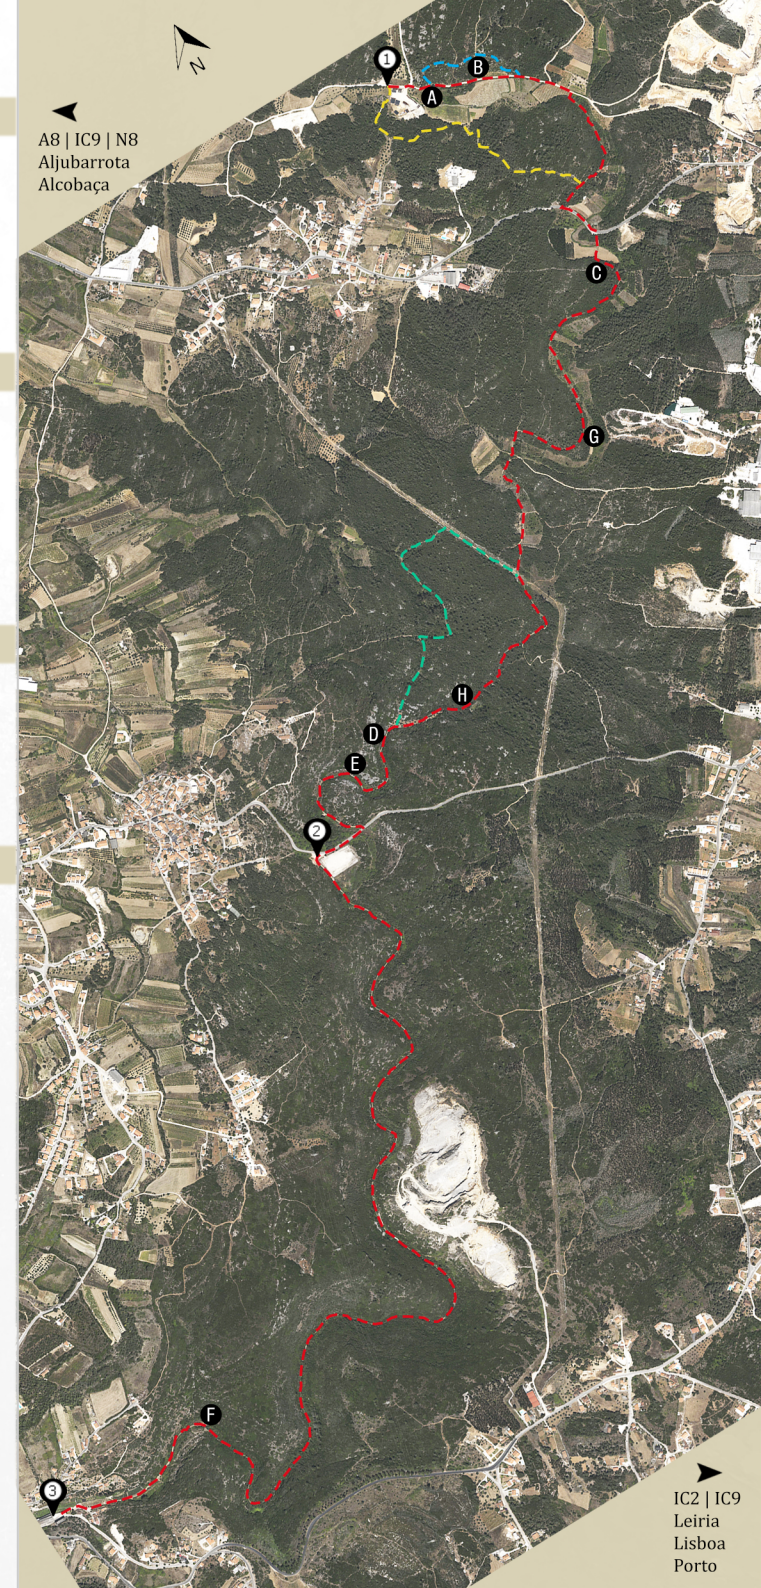 N
1
B
A
A8 | IC9 | N8
Aljubarrota
Alcobaça
C
G
H
D
E
2
F
3
IC2 | IC9
Leiria
Lisboa
Porto